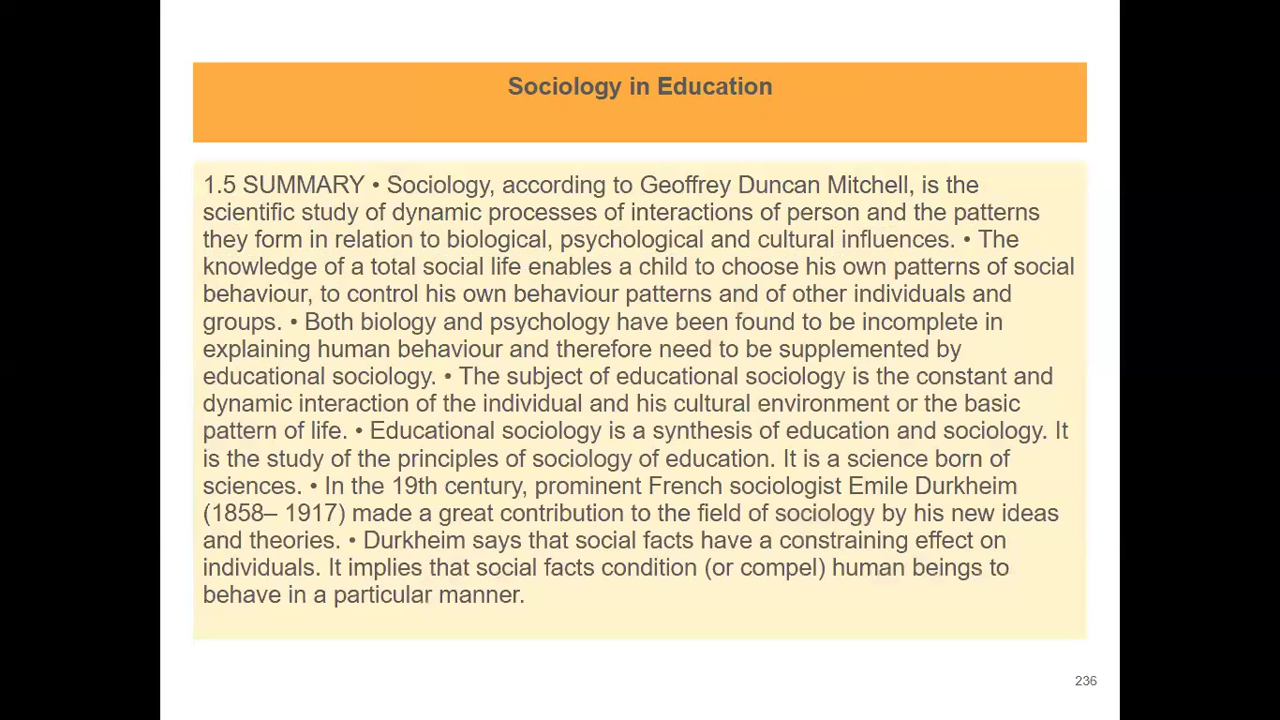 Sociology in Education
1.5 SUMMARY • Sociology, according to Geoffrey Duncan Mitchell, is the
scientific study of dynamic processes of interactions of person and the patterns
they form in relation to biological, psychological and cultural influences. • The
knowledge of a total social life enables a child to choose his own patterns of social
behaviour, to control his own behaviour patterns and of other individuals and
groups. • Both biology and psychology have been found to be incomplete in
explaining human behaviour and therefore need to be supplemented by
educational sociology. • The subject of educational sociology is the constant and
dynamic interaction of the individual and his cultural environment or the basic
pattern of life. • Educational sociology is a synthesis of education and sociology. It
is the study of the principles of sociology of education. It is a science born of
sciences. • In the 19th century, prominent French sociologist Emile Durkheim
(1858– 1917) made a great contribution to the field of sociology by his new ideas
and theories. • Durkheim says that social facts have a constraining effect on
individuals. It implies that social facts condition (or compel) human beings to
behave in a particular manner.
236